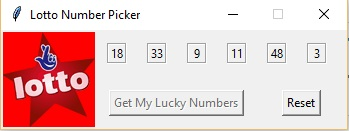 Lotto Number Picker
18 33 9 11 48 3
lotto
Get My Lucky Numbers Reset